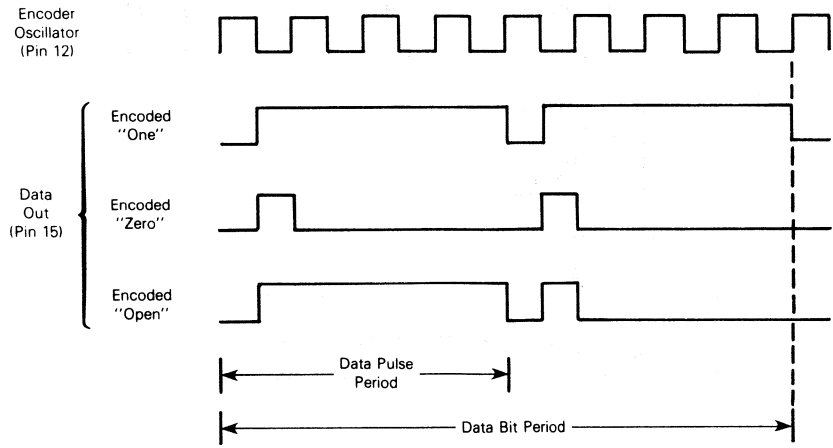 Encoder
Oscillator
(Pin 12)
Encoded
"One"
Data
Out
(Pin 15)
Encoded
"Zero"
Encoded
"Open"
Data Pulse
Period
Data Bit Period